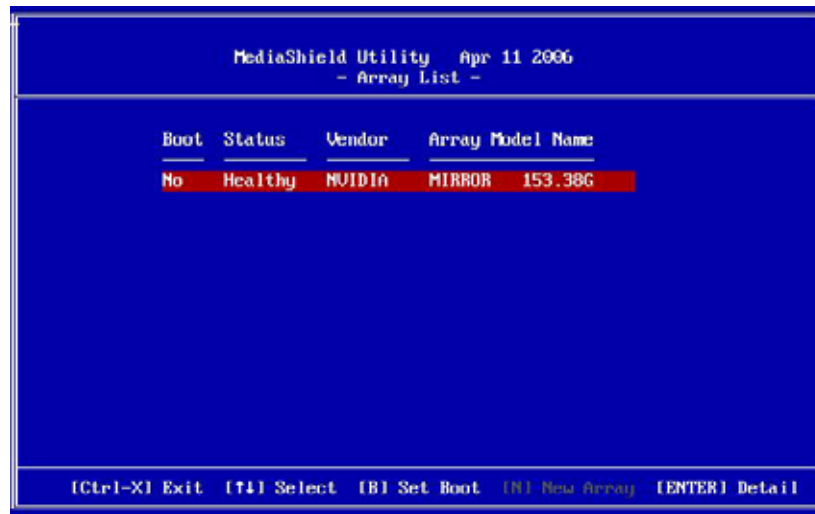 MediaShield Utility Apr 11 2006
- Array List -
Boot Status Vendor Array Model Name
No Healthy NVIDIA MIRROR 153.38G
[Ctrl-X] Exit [↑↓] Select [B] Set Boot [N] New Array [ENTER] Detail